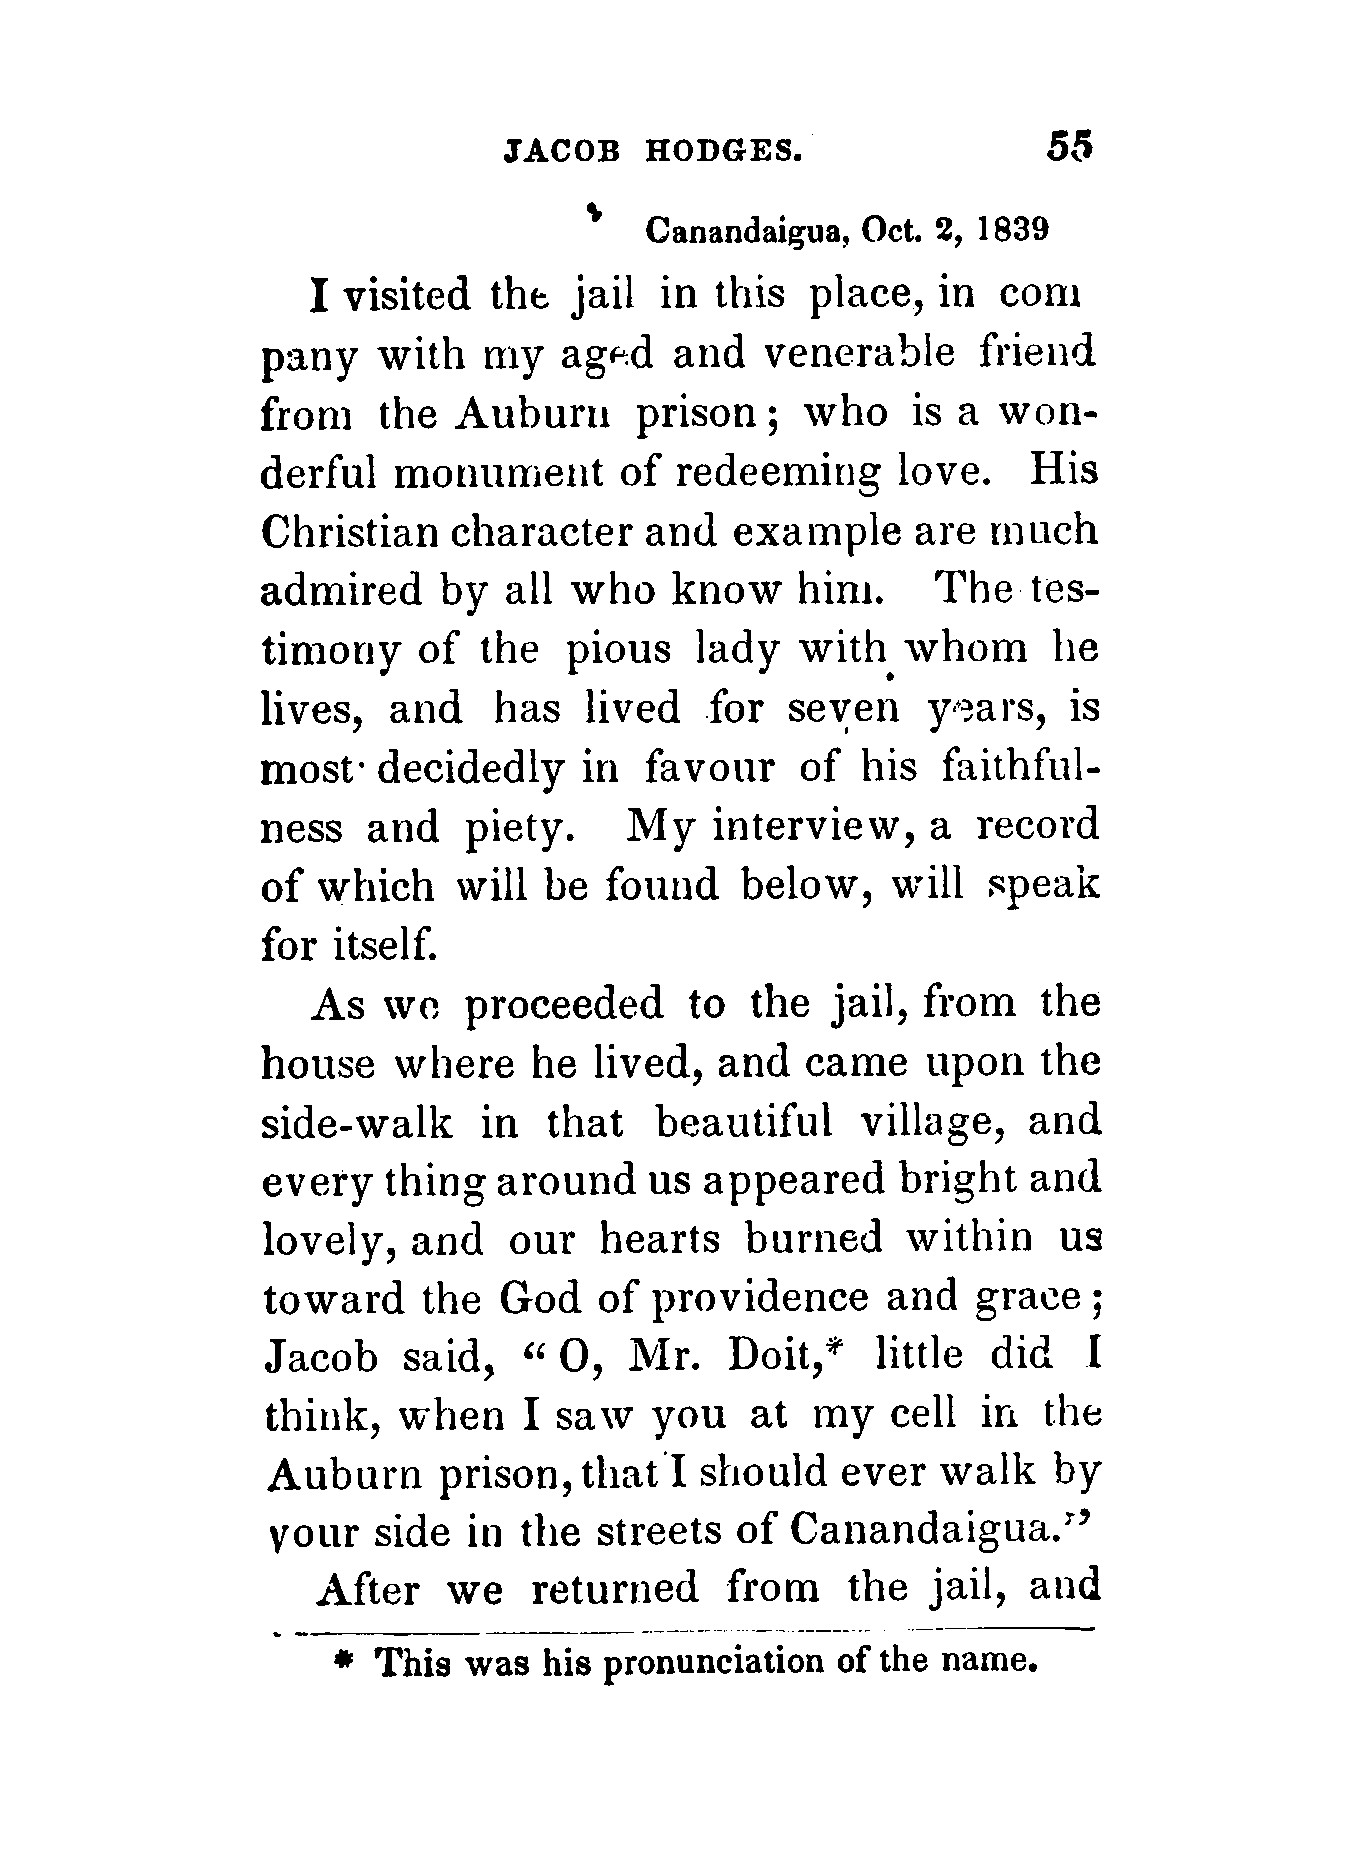 JACOB HODGES. 55
Canandaigua, Oct. 2, 1839
I visited the jail in this place, in com
pany with my aged and venerable friend
from the Auburn prison; who is a won-
derful monument of redeeming love. His
Christian character and example are much
admired by all who know him. The tes-
timony of the pious lady with whom he
lives, and has lived for seven years, is
most decidedly in favour of his faithful-
ness and piety. My interview, a record
of which will be found below, will speak
for itself.
As we proceeded to the jail, from the
house where he lived, and came upon the
side-walk in that beautiful village, and
every thing around us appeared bright and
lovely, and our hearts burned within us
toward the God of providence and grace;
Jacob said, “O, Mr. Doit,* little did I
think, when I saw you at my cell in the
Auburn prison, that I should ever walk by
your side in the streets of Canandaigua.”
After we returned from the jail, and
* This was his pronunciation of the name.